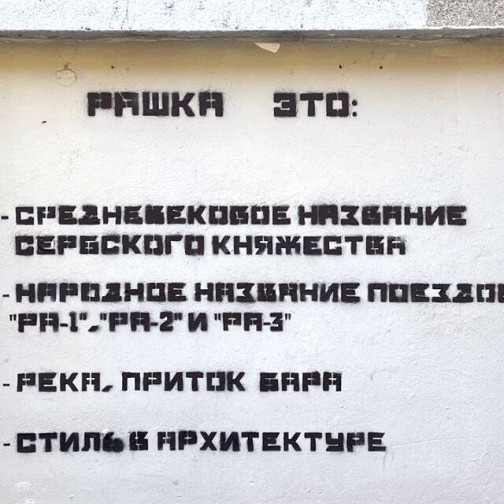 РАШКА ЭТО:
- СРЕДНЕВЕКОВОЕ НАЗВАНИЕ
СЕРБСКОГО КНЯЖЕСТВА
- НАРОДНОЕ НАЗВАНИЕ ПОЕЗДОВ
"РА-1", "РА-2" И "РА-3"
- РЕКА, ПРИТОК БАРА
- СТИЛЬ В АРХИТЕКТУРЕ